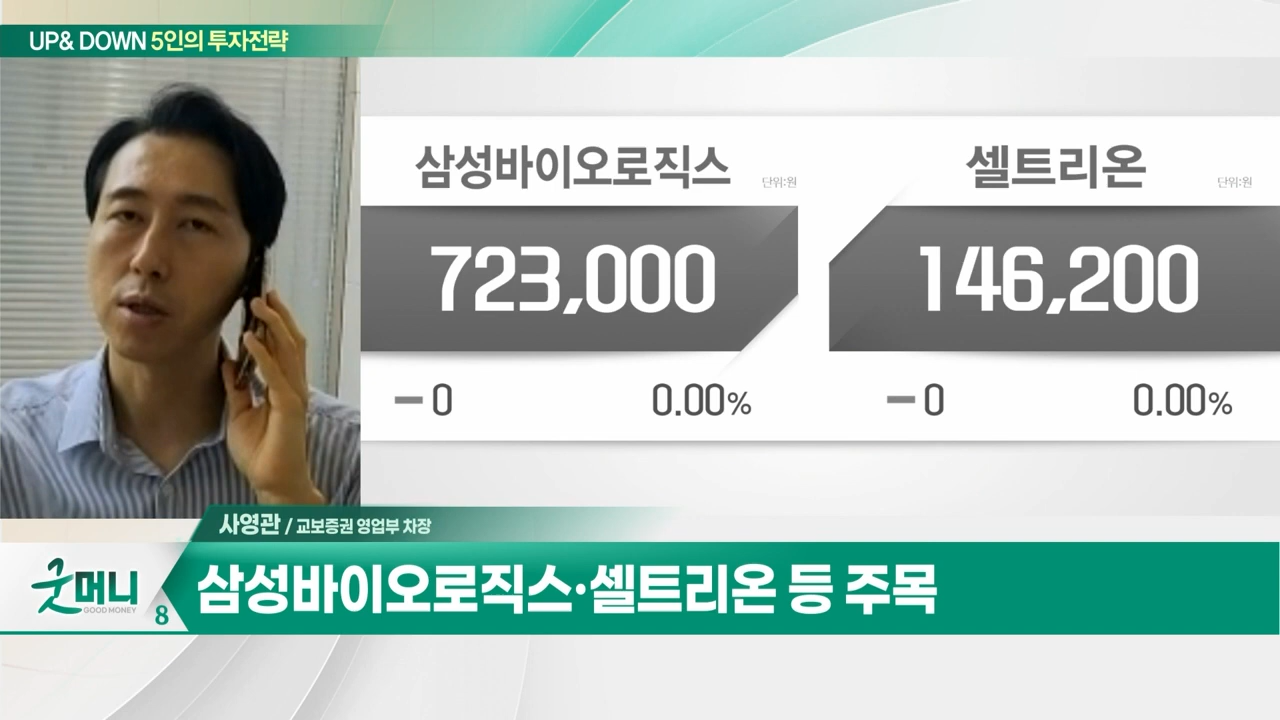 UP& DOWN 5인의 투자전략
삼성바이오로직스 단위:원
723,000
0 0.00%
셀트리온 단위:원
146,200
0 0.00%
사영관 / 교보증권 영업부 차장
굿머니
GOOD MONEY
8
삼성바이오로직스·셀트리온 등 주목